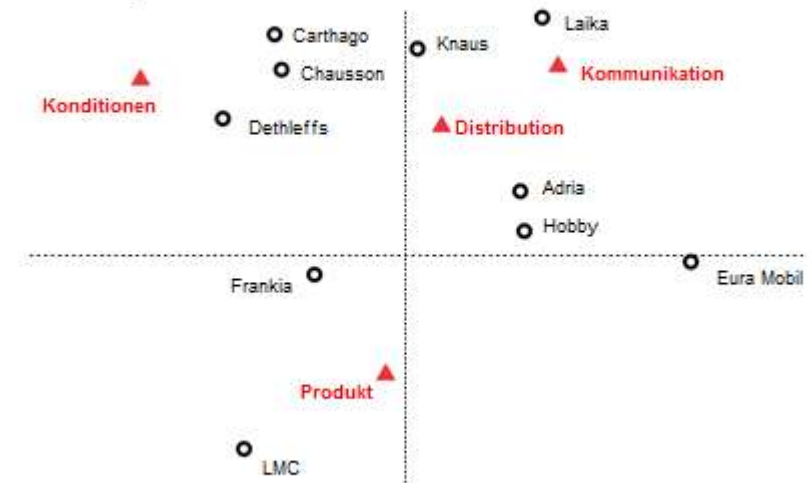 Laika
Carthago
Knaus
Chausson
Kommunikation
Konditionen
Dethleffs
Distribution
Adria
Hobby
Frankia
Eura Mobil
Produkt
LMC